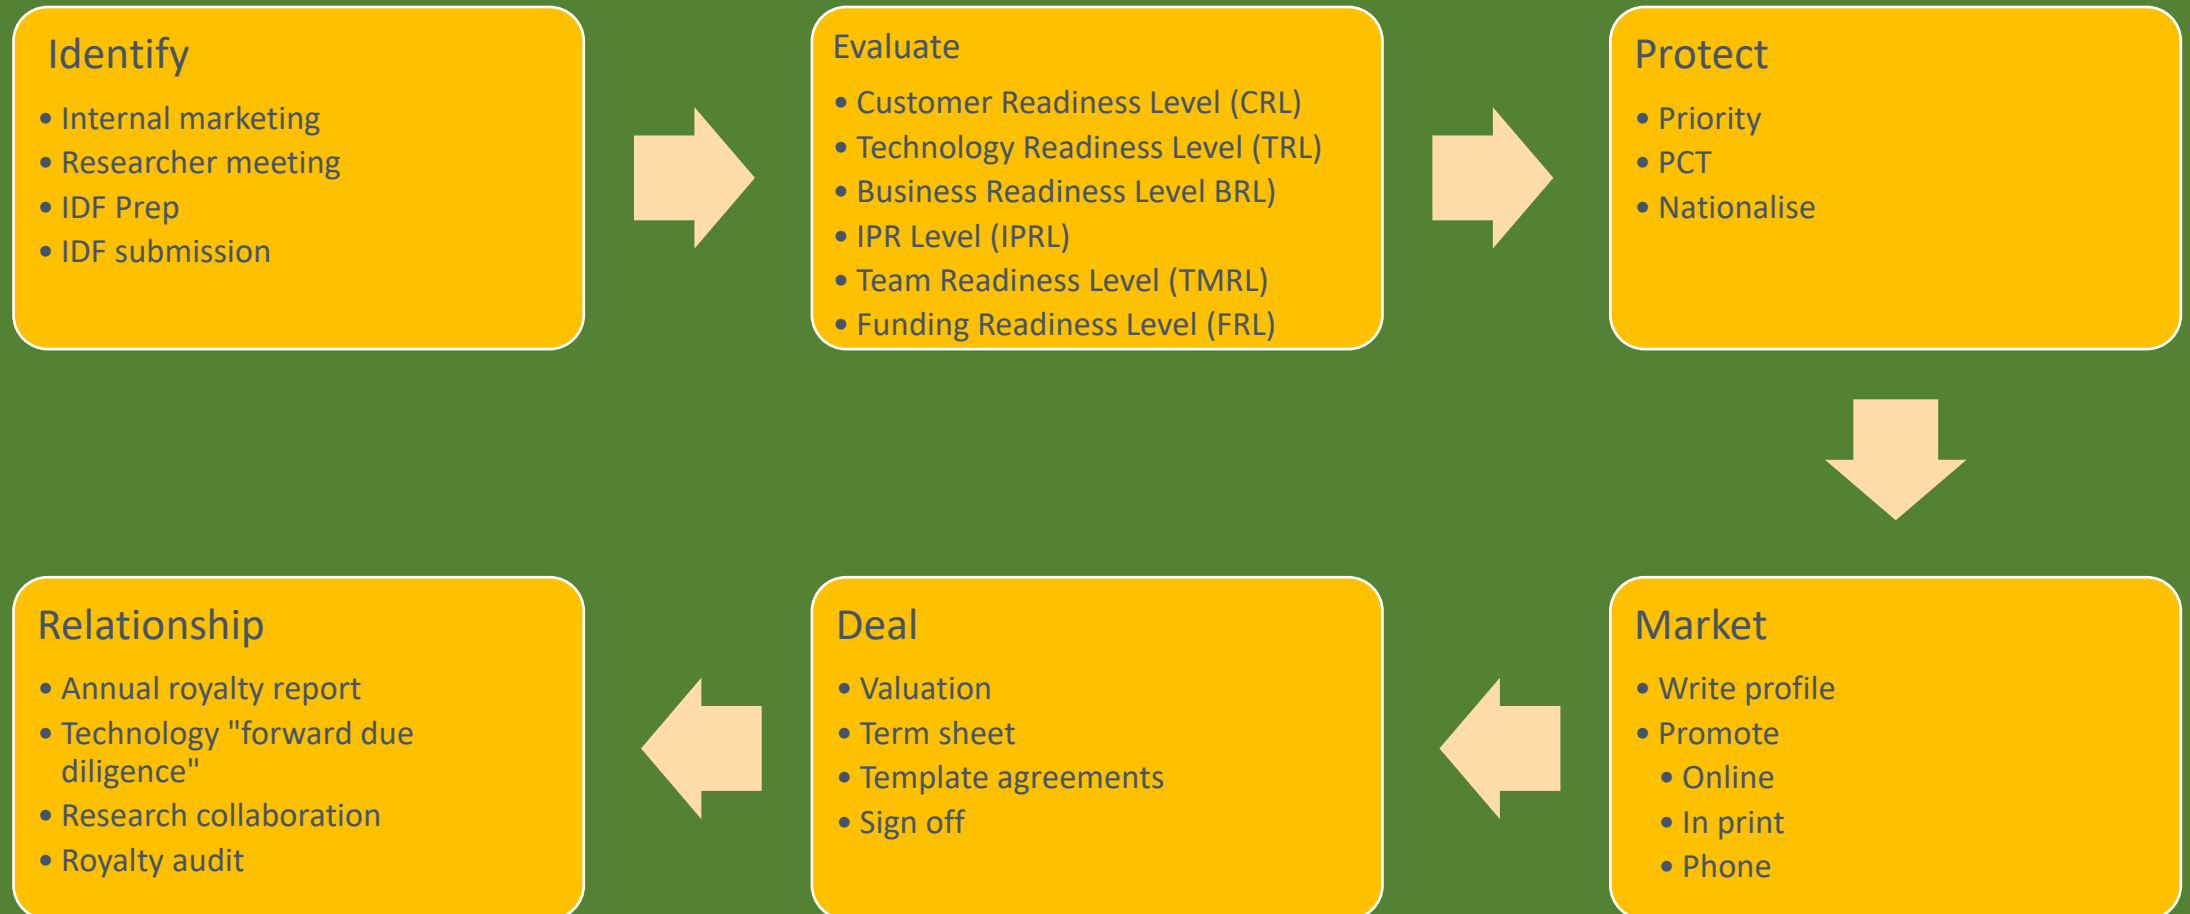 Identify
• Internal marketing
• Researcher meeting
• IDF Prep
• IDF submission
Evaluate
• Customer Readiness Level (CRL)
• Technology Readiness Level (TRL)
• Business Readiness Level BRL)
• IPR Level (IPRL)
• Team Readiness Level (TMRL)
• Funding Readiness Level (FRL)
Protect
• Priority
• PCT
• Nationalise
Market
• Write profile
• Promote
• Online
• In print
• Phone
Deal
• Valuation
• Term sheet
• Template agreements
• Sign off
Relationship
• Annual royalty report
• Technology "forward due
diligence"
• Research collaboration
• Royalty audit